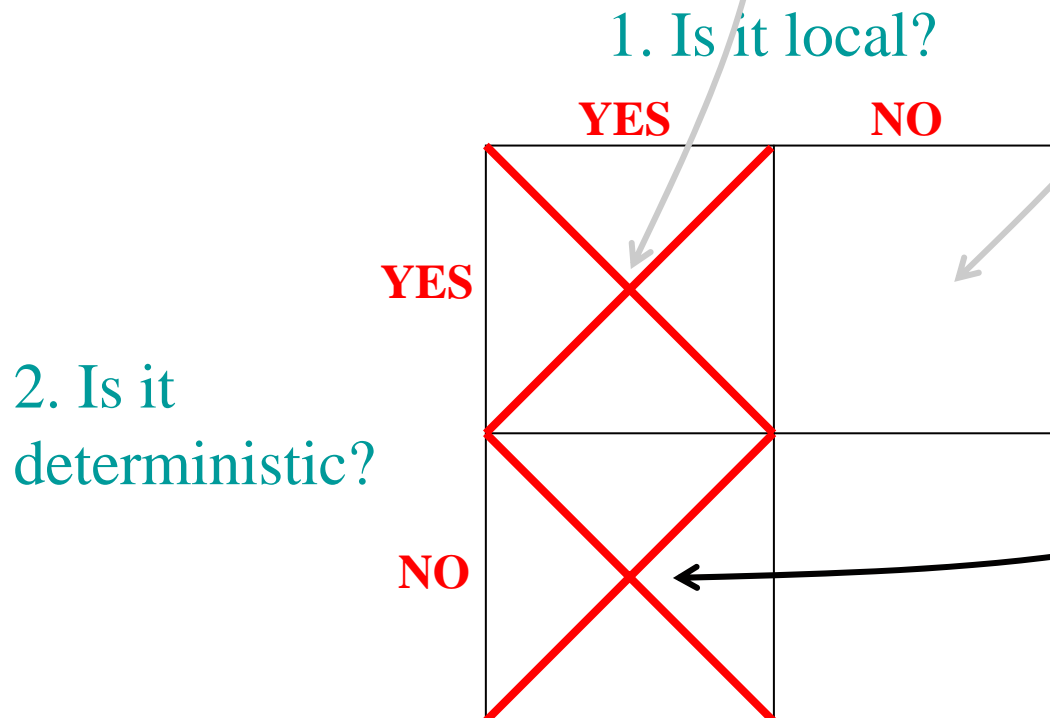 1. Is it local?
YES NO
YES
2. Is it
deterministic?
NO